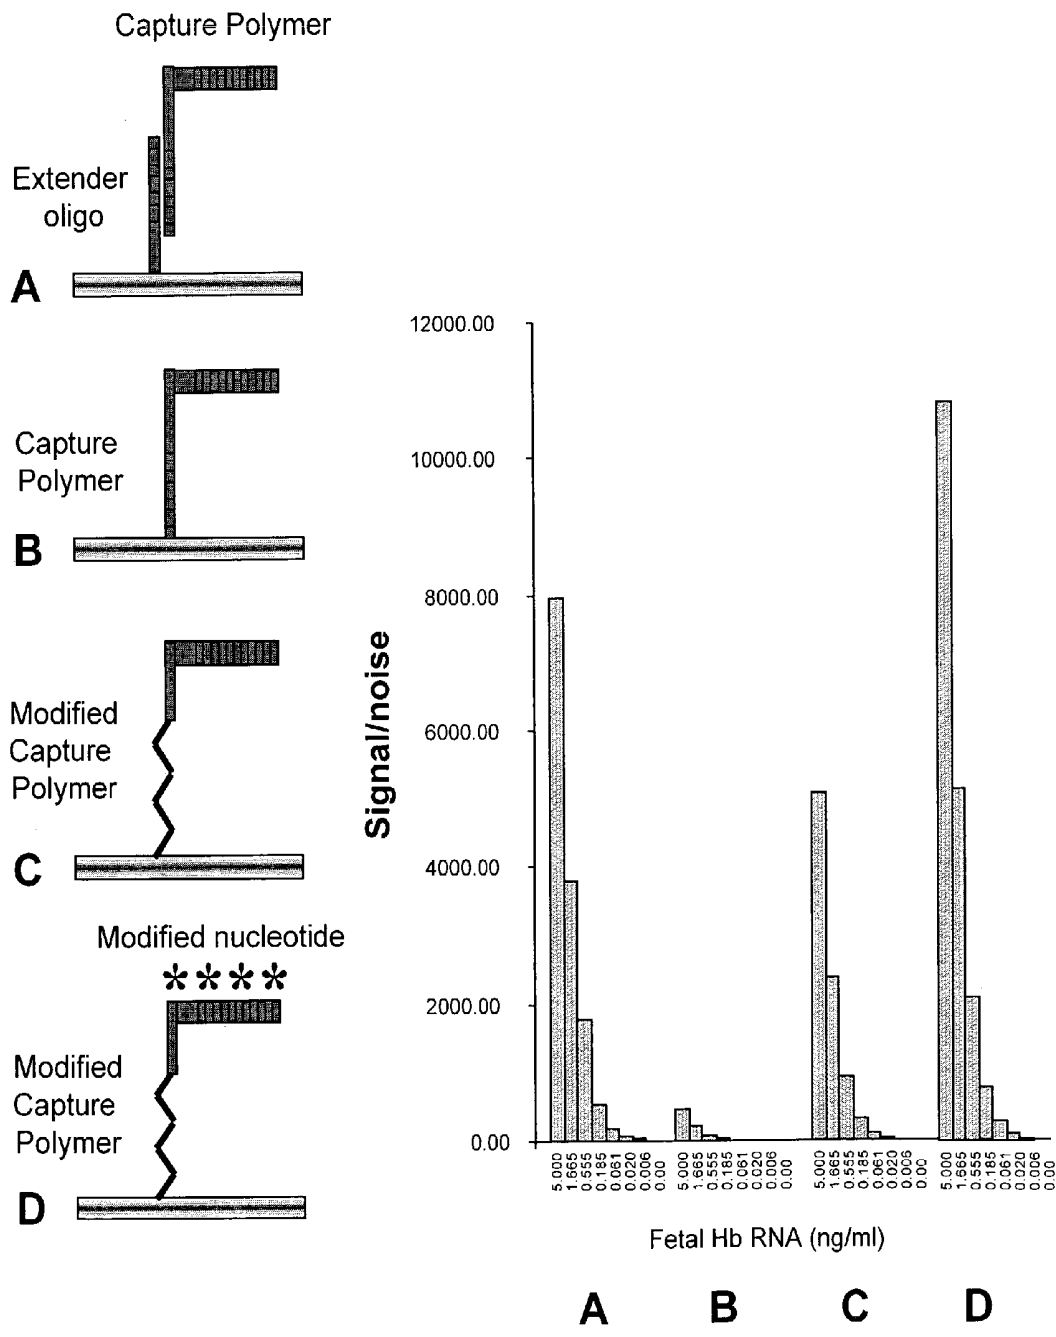 Capture Polymer
Extender
oligo
A
Capture
Polymer
B
Modified
Capture
Polymer
C
Modified nucleotide
* * * *
Modified
Capture
Polymer
D
Signal/noise
12000.00
10000.00
8000.00
6000.00
4000.00
2000.00
0.00
5.000
1.665
0.555
0.185
0.061
0.020
0.006
0.00
5.000
1.665
0.555
0.185
0.061
0.020
0.006
0.00
5.000
1.665
0.555
0.185
0.061
0.020
0.006
0.00
5.000
1.665
0.555
0.185
0.061
0.020
0.006
0.00
Fetal Hb RNA (ng/ml)
A B C D